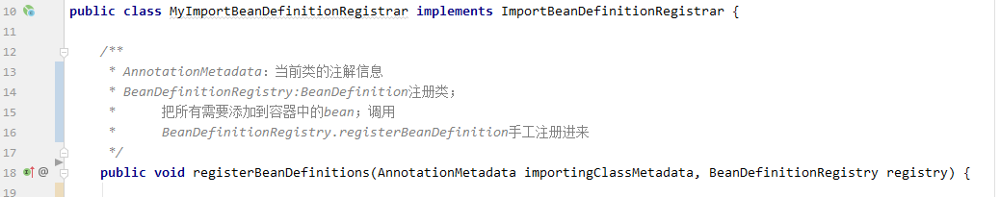 10 public class MyImportBeanDefinitionRegistrar implements ImportBeanDefinitionRegistrar {
11
12 /**
13 * AnnotationMetadata：当前类的注解信息
14 * BeanDefinitionRegistry:BeanDefinition注册类；
15 * 把所有需要添加到容器中的bean；调用
16 * BeanDefinitionRegistry.registerBeanDefinition手工注册进来
17 */
18 @ public void registerBeanDefinitions(AnnotationMetadata importingClassMetadata, BeanDefinitionRegistry registry) {
19